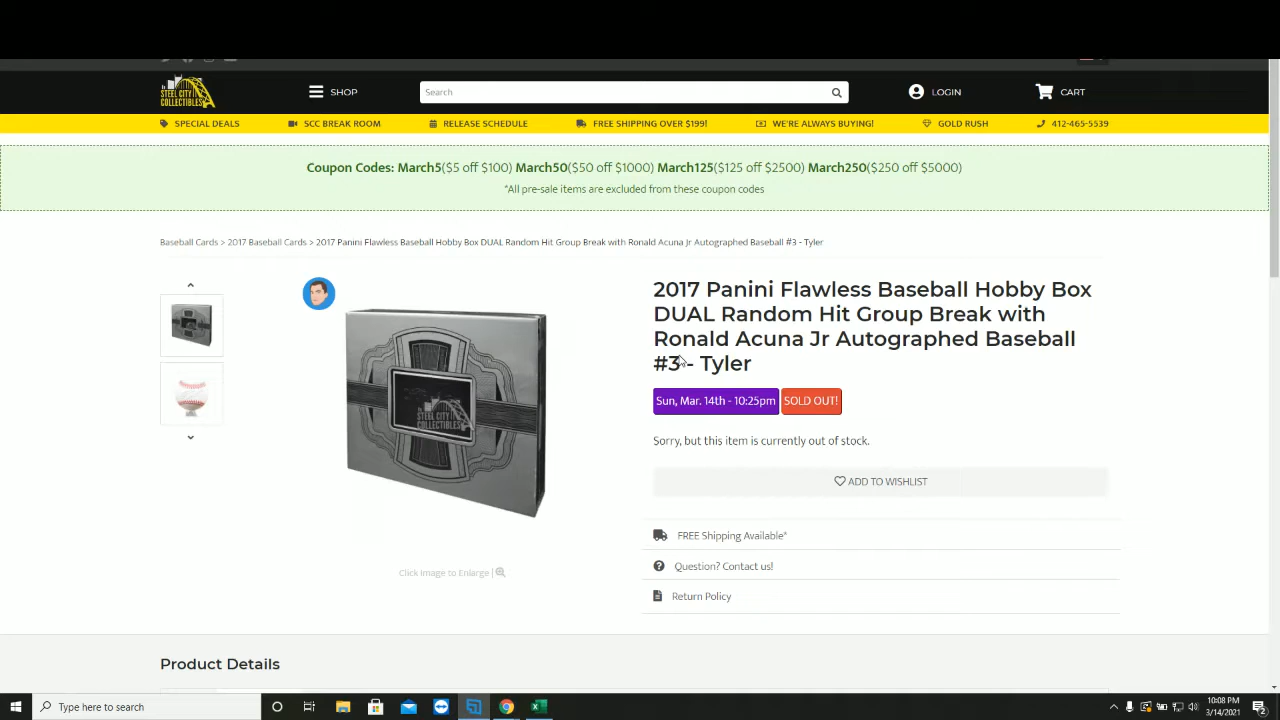 STEEL CITY
COLLECTIBLES
SHOP
Search
LOGIN
CART
SPECIAL DEALS
SCC BREAK ROOM
RELEASE SCHEDULE
FREE SHIPPING OVER $199!
WE'RE ALWAYS BUYING!
GOLD RUSH
412-465-5539
Coupon Codes: March5($5 off $100) March50($50 off $1000) March125($125 off $2500) March250($250 off $5000)
*All pre-sale items are excluded from these coupon codes
Baseball Cards > 2017 Baseball Cards > 2017 Panini Flawless Baseball Hobby Box DUAL Random Hit Group Break with Ronald Acuna Jr Autographed Baseball #3 - Tyler
2017 Panini Flawless Baseball Hobby Box
DUAL Random Hit Group Break with
Ronald Acuna Jr Autographed Baseball
#3 - Tyler
Sun, Mar. 14th - 10:25pm
SOLD OUT!
Sorry, but this item is currently out of stock.
ADD TO WISHLIST
STEEL CITY
COLLECTIBLES
Click Image to Enlarge |
FREE Shipping Available*
Question? Contact us!
Return Policy
Product Details
Type here to search
10:08 PM
3/14/2021
2